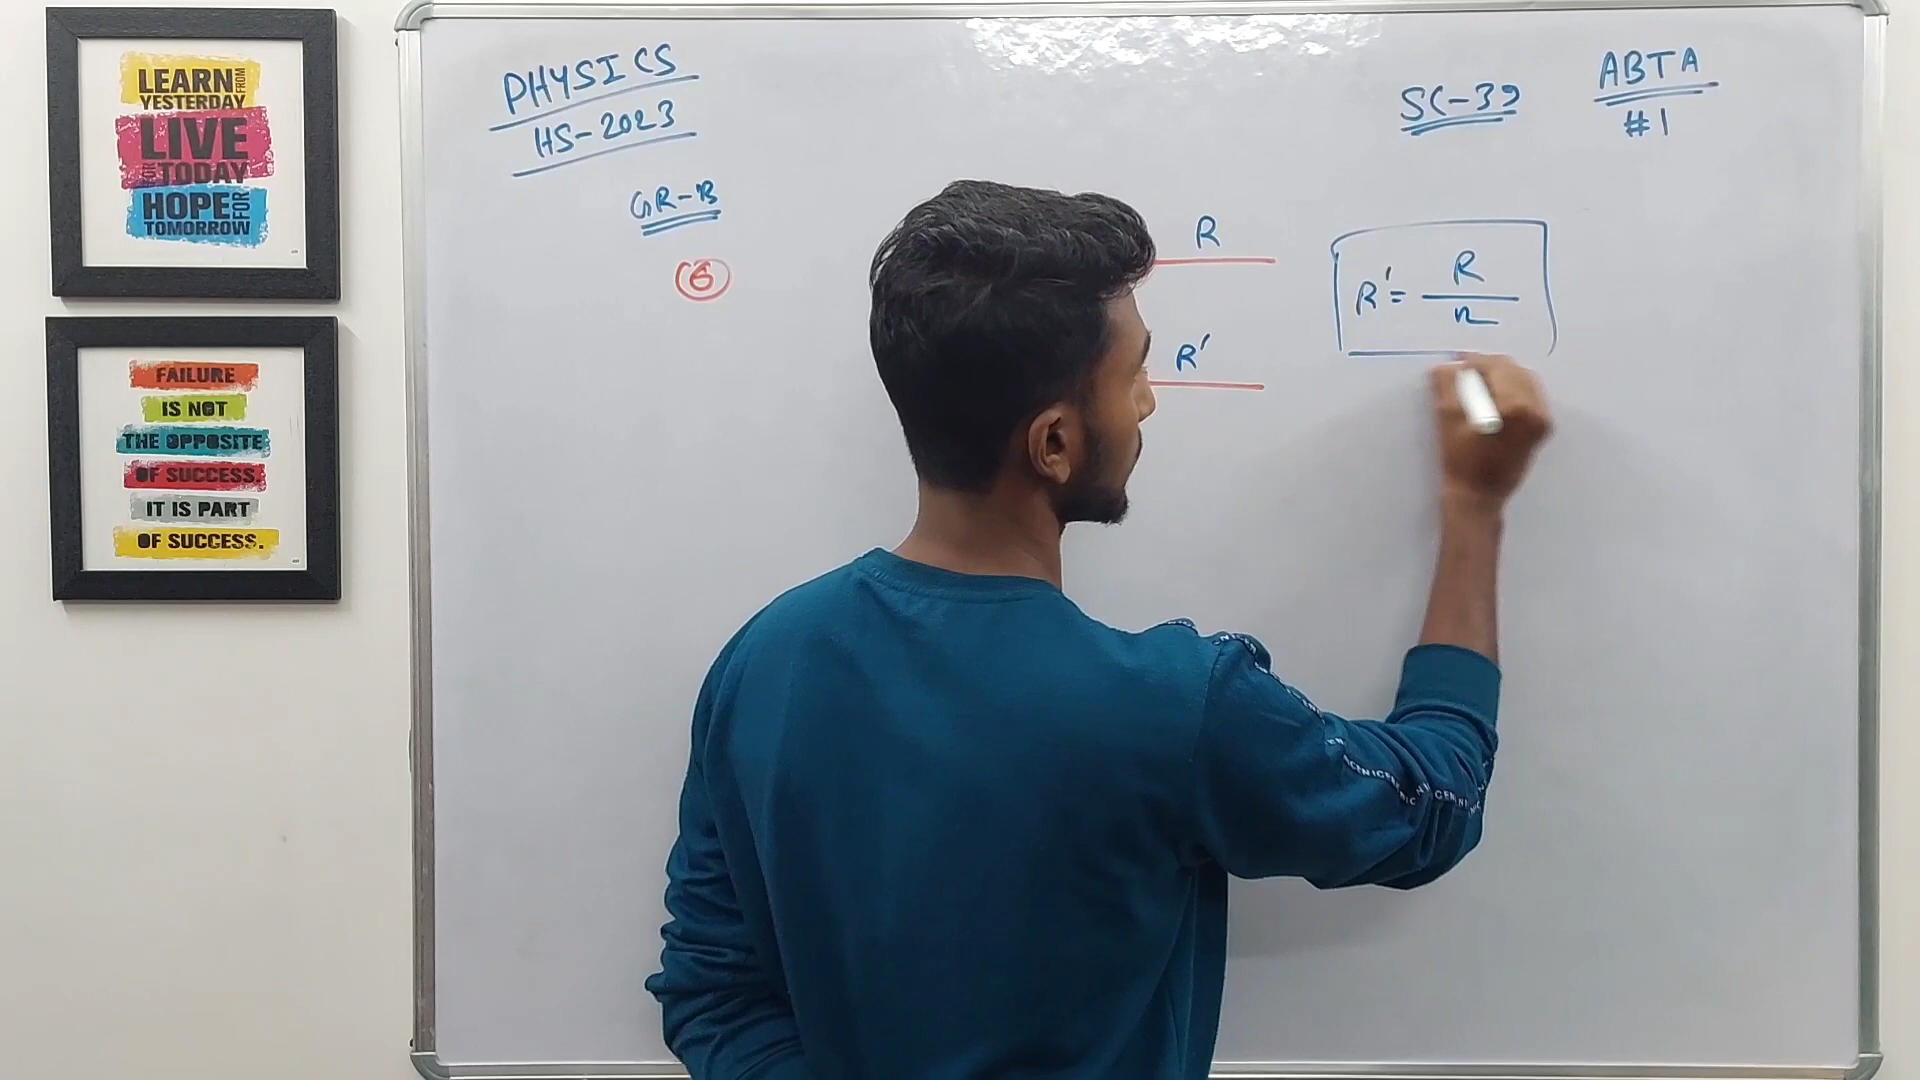 LEARN FROM
YESTERDAY
LIVE
FOR TODAY
HOPE FOR
TOMORROW
FAILURE
IS NOT
THE OPPOSITE
OF SUCCESS.
IT IS PART
OF SUCCESS.
PHYSICS
HS-2023
GR-B
6
SC-39
ABTA
#1
R
R'
R' = R/n